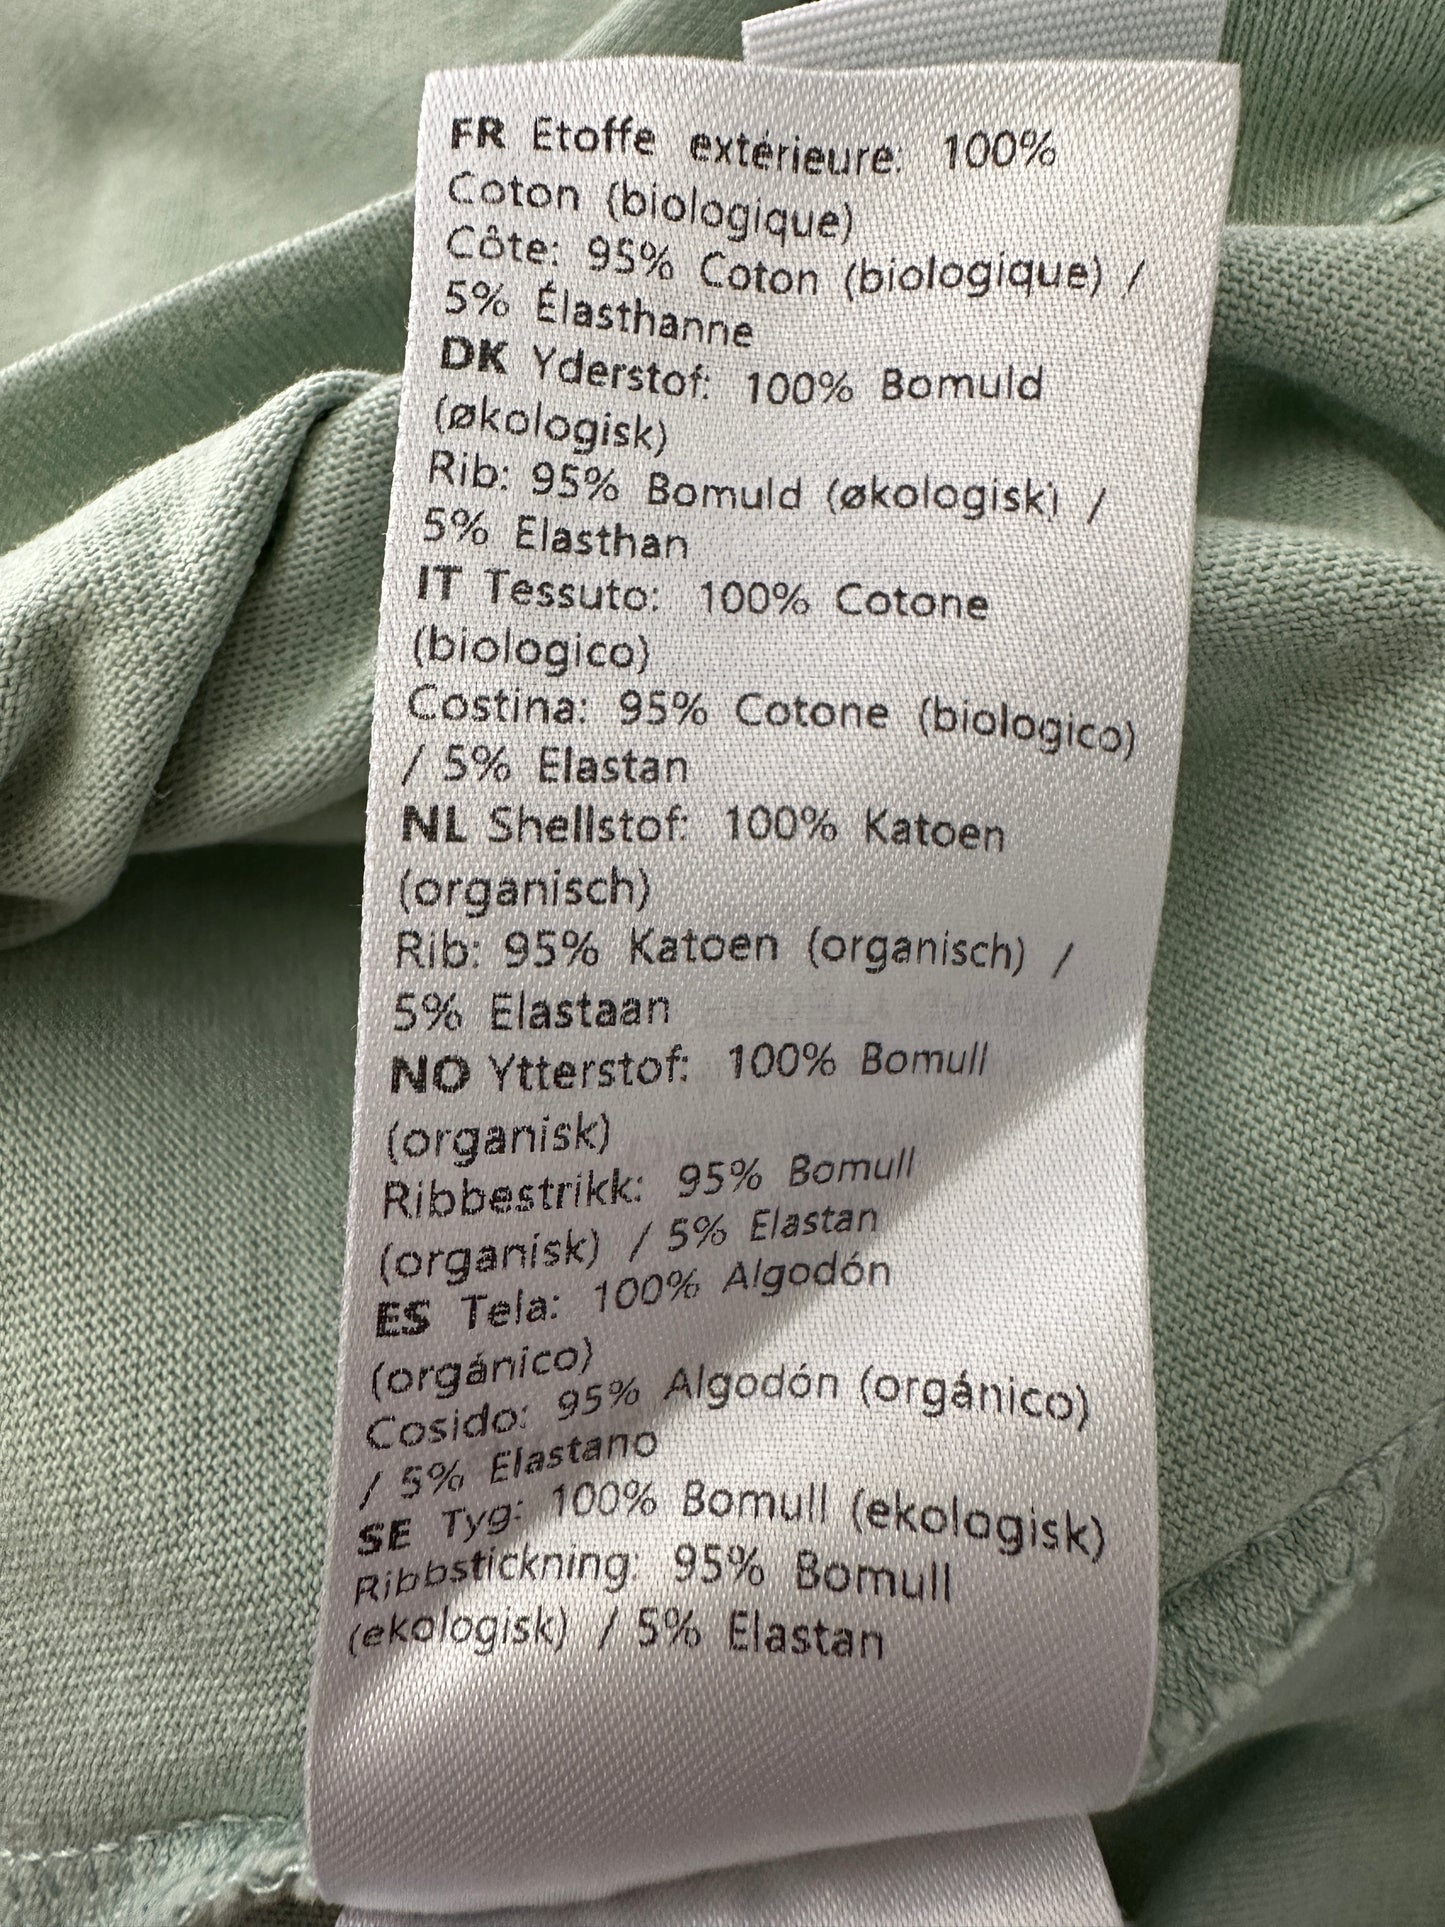 FR Etoffe extérieure: 100%
Coton (biologique)
Côte: 95% Coton (biologique) /
5% Élasthanne
DK Yderstof: 100% Bomuld
(økologisk)
Rib: 95% Bomuld (økologisk) /
5% Elasthan
IT Tessuto: 100% Cotone
(biologico)
Costina: 95% Cotone (biologico)
/ 5% Elastan
NL Shellstof: 100% Katoen
(organisch)
Rib: 95% Katoen (organisch) /
5% Elastaan
NO Ytterstof: 100% Bomull
(organisk)
Ribbestrikk: 95% Bomull
(organisk) / 5% Elastan
ES Tela: 100% Algodón
(orgánico)
Cosido: 95% Algodón (orgánico)
/ 5% Elastano
SE Tyg: 100% Bomull (ekologisk)
Ribbstickning: 95% Bomull
(ekologisk) / 5% Elastan